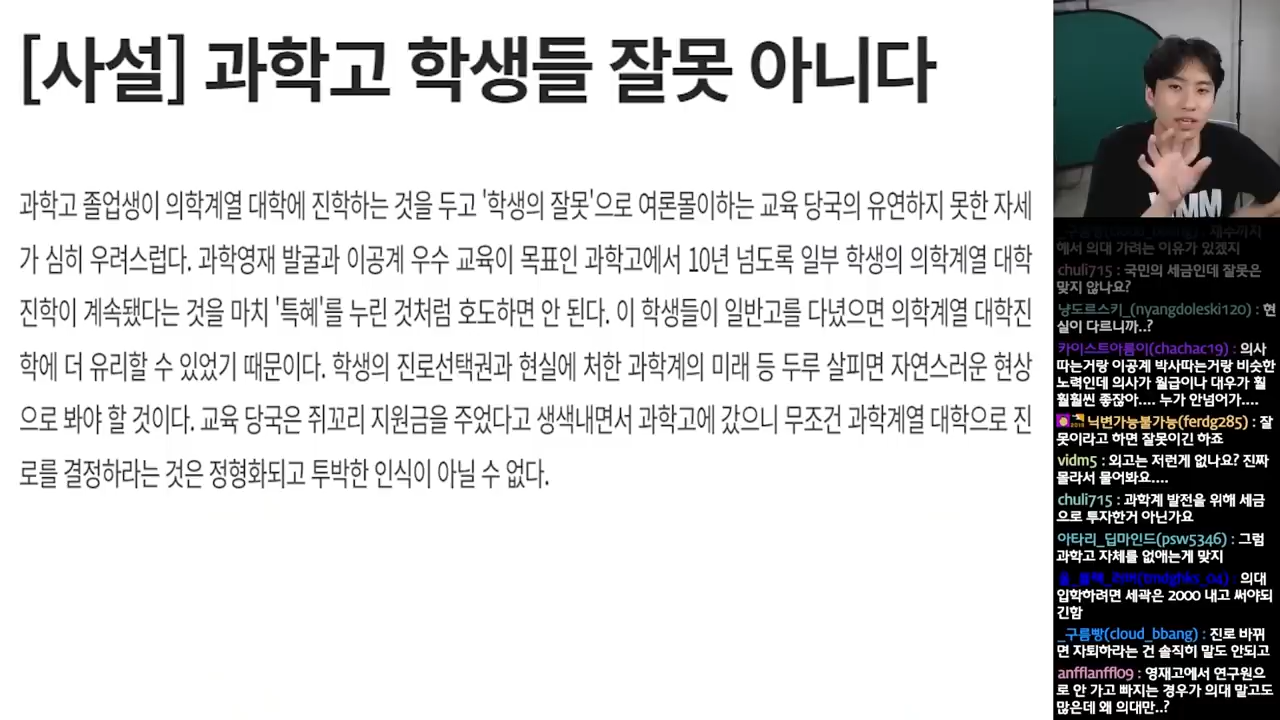 [사설] 과학고 학생들 잘못 아니다
과학고 졸업생이 의학계열 대학에 진학하는 것을 두고 '학생의 잘못'으로 여론몰이하는 교육 당국의 유연하지 못한 자세
가 심히 우려스럽다. 과학영재 발굴과 이공계 우수 교육이 목표인 과학고에서 10년 넘도록 일부 학생의 의학계열 대학
진학이 계속됐다는 것을 마치 '특혜'를 누린 것처럼 호도하면 안 된다. 이 학생들이 일반고를 다녔으면 의학계열 대학진
학에 더 유리할 수 있었기 때문이다. 학생의 진로선택권과 현실에 처한 과학계의 미래 등 두루 살피면 자연스러운 현상
으로 봐야 할 것이다. 교육 당국은 쥐꼬리 지원금을 주었다고 생색내면서 과학고에 갔으니 무조건 과학계열 대학으로 진
로를 결정하라는 것은 정형화되고 투박한 인식이 아닐 수 없다.
MM
해서 의대 가려는 이유가 있겠지
chuli715 : 국민의 세금인데 잘못은
맞지 않나요?
냥도르스키_(nyangdoleski120) : 현
실이 다르니까..?
카이스트아름이(chachac19) : 의사
따는거랑 이공계 박사따는거랑 비슷한
노력인데 의사가 월급이나 대우가 훨
훨훨씬 좋잖아.... 누가 안넘어가....
닉변가능불가능(ferdg285) : 잘
못이라고 하면 잘못이긴 하죠
vidm5 : 외고는 저런게 없나요? 진짜
몰라서 물어봐요....
chuli715 : 과학계 발전을 위해 세금
으로 투자한거 아닌가요
아타리_딥마인드(psw5346) : 그럼
과학고 자체를 없애는게 맞지
의대
입학하려면 세곽은 2000 내고 써야되
긴함
_구름빵(cloud_bbang) : 진로 바뀌
면 자퇴하라는 건 솔직히 말도 안되고
anfflanffl09 : 영재고에서 연구원으
로 안 가고 빠지는 경우가 의대 말고도
많은데 왜 의대만..?